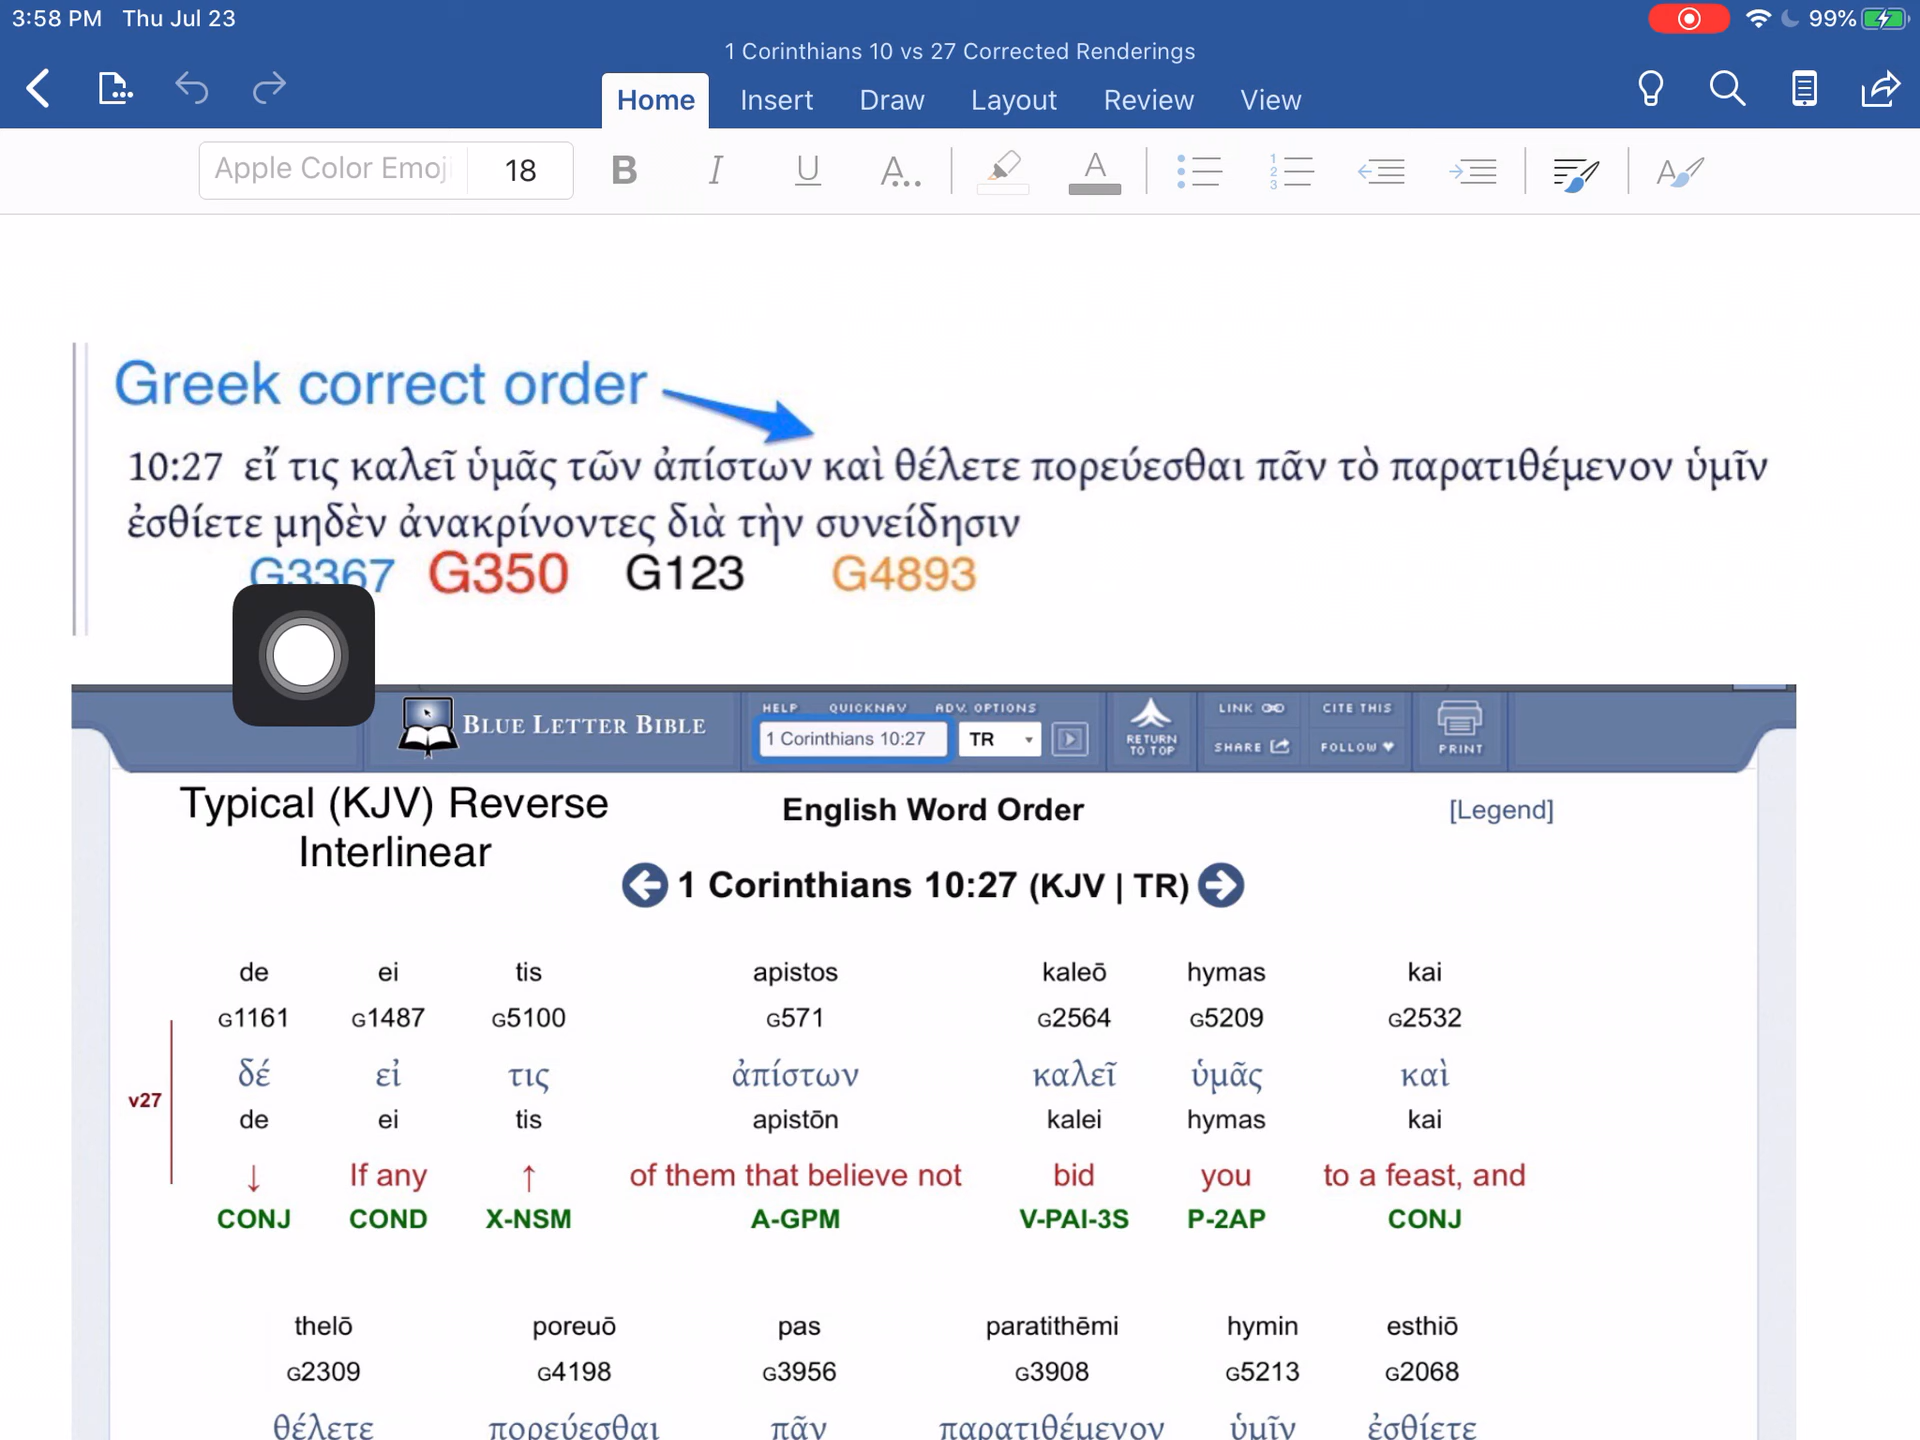 3:58 PM Thu Jul 23
99%
1 Corinthians 10 vs 27 Corrected Renderings
Home Insert Draw Layout Review View
Apple Color Emoji 18 B I U A... A
Greek correct order
10:27 εἴ τις καλεῖ ὑμᾶς τῶν ἀπίστων καὶ θέλετε πορεύεσθαι πᾶν τὸ παρατιθέμενον ὑμῖν
ἐσθίετε μηδὲν ἀνακρίνοντες διὰ τὴν συνείδησιν
G3367 G350 G123 G4893
HELP QUICKNAV ADV. OPTIONS
BLUE LETTER BIBLE
1 Corinthians 10:27 TR
RETURN TO TOP
LINK CITE THIS
SHARE FOLLOW
PRINT
Typical (KJV) Reverse
Interlinear
English Word Order
[Legend]
1 Corinthians 10:27 (KJV | TR)
de ei tis apistos kaleō hymas kai
G1161 G1487 G5100 G571 G2564 G5209 G2532
δέ εἰ τις ἀπίστων καλεῖ ὑμᾶς καὶ
v27
de ei tis apistōn kalei hymas kai
↓ If any ↑ of them that believe not bid you to a feast, and
CONJ COND X-NSM A-GPM V-PAI-3S P-2AP CONJ
thelō poreuō pas paratithēmi hymin esthiō
G2309 G4198 G3956 G3908 G5213 G2068
θέλετε πορεύεσθαι πᾶν παρατιθέμενον ὑμῖν ἐσθίετε